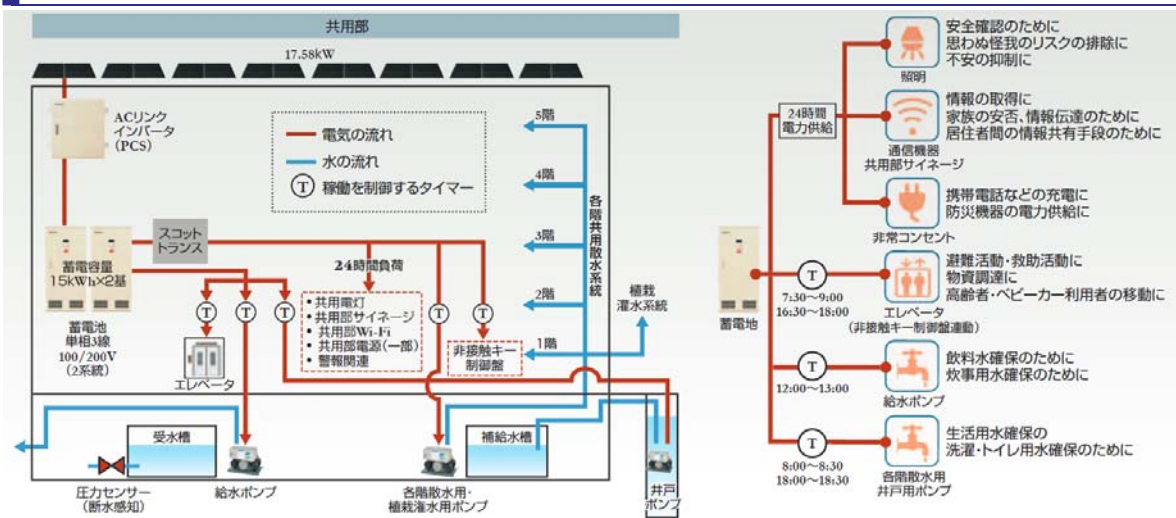 共用部
17.58kW
ACリンク
インバータ
(PCS)
電気の流れ
水の流れ
T 稼働を制御するタイマー
5階
4階
3階
2階
1階
各階共用散水系統
植栽
灌水系統
スコット
トランス
蓄電容量
15kWh×2基
蓄電池
単相3線
100/200V
(2系統)
24時間負荷
T
T
T
T
T
エレベータ
•共用電灯
•共用部サイネージ
•共用部Wi-Fi
•共用部電源(一部)
•警報関連
非接触キー
制御盤
受水槽
補給水槽
圧力センサー
(断水感知)
給水ポンプ
各階散水用・
植栽灌水用ポンプ
井戸
ポンプ
蓄電地
24時間
電力供給
照明
安全確認のために
思わぬ怪我のリスクの排除に
不安の抑制に
通信機器
共用部サイネージ
情報の取得に
家族の安否、情報伝達のために
居住者間の情報共有手段のために
非常コンセント
携帯電話などの充電に
防災機器の電力供給に
T
7:30〜9:00
16:30〜18:00
エレベータ
(非接触キー制御盤連動)
避難活動・救助活動に
物資調達に
高齢者・ベビーカー利用者の移動に
T
12:00〜13:00
給水ポンプ
飲料水確保のために
炊事用水確保のために
T
8:00〜8:30
18:00〜18:30
各階散水用
井戸用ポンプ
生活用水確保の
洗濯・トイレ用水確保のために